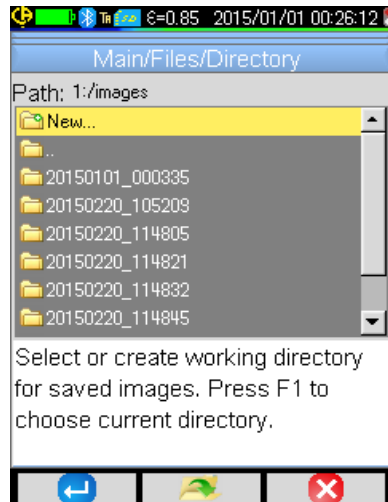 TR ε=0.85 2015/01/01 00:26:12
Main/Files/Directory
Path: 1:/images
New...
..
20150101_000335
20150220_105209
20150220_114805
20150220_114821
20150220_114832
20150220_114845
Select or create working directory
for saved images. Press F1 to
choose current directory.